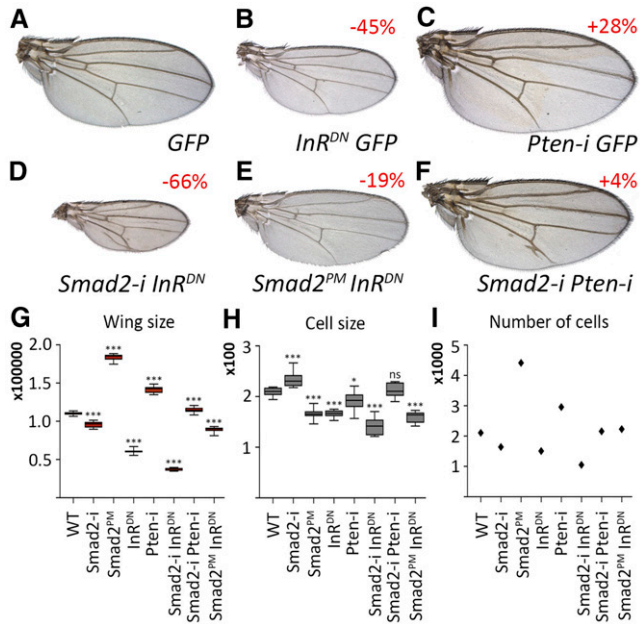 A
GFP
B
-45%
InR^DN GFP
C
+28%
Pten-i GFP
D
-66%
Smad2-i InR^DN
E
-19%
Smad2^PM InR^DN
F
+4%
Smad2-i Pten-i
G
Wing size
x100000
2.0
1.5
1.0
0.5
***
***
***
***
***
***
***
WT
Smad2-i
Smad2^PM
InR^DN
Pten-i
Smad2-i InR^DN
Smad2-i Pten-i
Smad2^PM InR^DN
H
Cell size
x100
3
2
1
***
***
***
*
***
ns
***
WT
Smad2-i
Smad2^PM
InR^DN
Pten-i
Smad2-i InR^DN
Smad2-i Pten-i
Smad2^PM InR^DN
I
Number of cells
x1000
5
4
3
2
1
WT
Smad2-i
Smad2^PM
InR^DN
Pten-i
Smad2-i InR^DN
Smad2-i Pten-i
Smad2^PM InR^DN